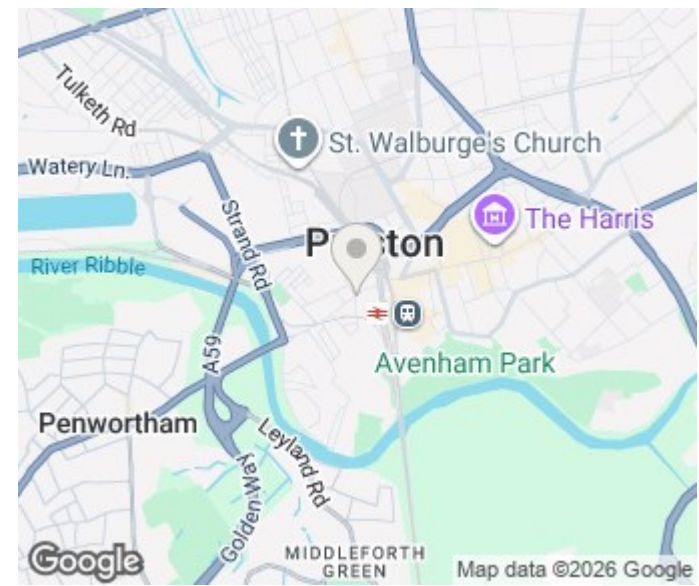 Tulketh Rd
St. Walburge's Church
Watery Ln.
Strand Rd
The Harris
River Ribble
A59
Avenham Park
Penwortham
Leyland Rd
Golden Way
MIDDLEFORTH
GREEN
Google
Map data ©2026 Google